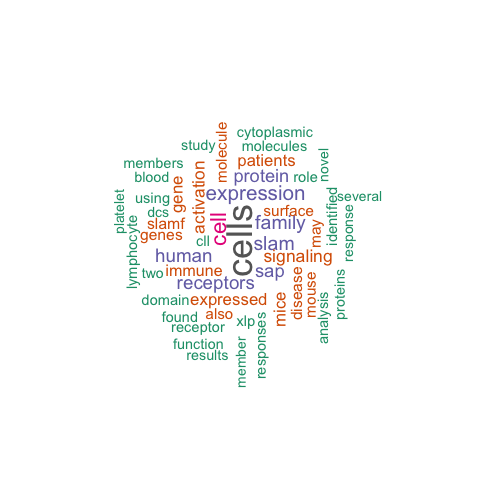 cytoplasmic
study
molecule
molecules
members
patients
novel
blood
gene
activation
protein
role
platelet
using
expression
identified
several
dcs
slamf
cell
cells
surface
family
may
response
genes
cll
slam
lymphocyte
human
signaling
two
immune
receptors
sap
disease
mouse
proteins
domain
expressed
mice
analysis
found
also
receptor
xlp
responses
function
results
member